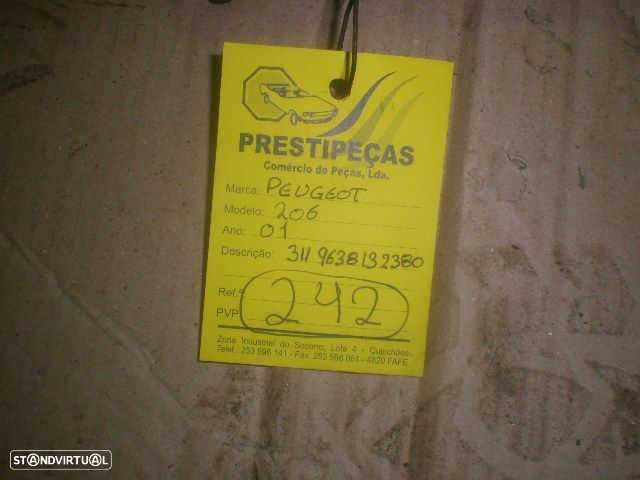 PRESTIPEÇAS
Comércio de Peças, Lda.
Marca: PEUGEOT
Modelo: 206
Ano: 01
Descrição: 311 9638132380
Ref.ª 242
PVP
Zona Industrial do Socorro, Lote 4 - Quinchães
Telef.: 253 596 141 - Fax. 253 598 061 - 4820 FAFE
STANDVIRTUAL